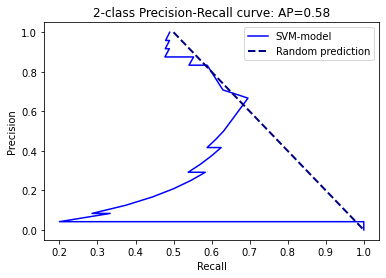 2-class Precision-Recall curve: AP=0.58
SVM-model
Random prediction
1.0
0.8
0.6
0.4
0.2
0.0
Precision
0.2 0.3 0.4 0.5 0.6 0.7 0.8 0.9 1.0
Recall